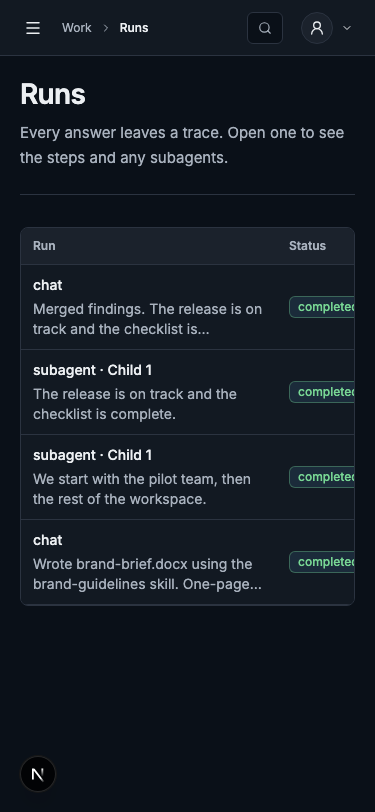 Work > Runs
Runs
Every answer leaves a trace. Open one to see
the steps and any subagents.
Run Status
chat
Merged findings. The release is on
track and the checklist is...
completed
subagent · Child 1
The release is on track and the
checklist is complete.
completed
subagent · Child 1
We start with the pilot team, then
the rest of the workspace.
completed
chat
Wrote brand-brief.docx using the
brand-guidelines skill. One-page...
completed
N